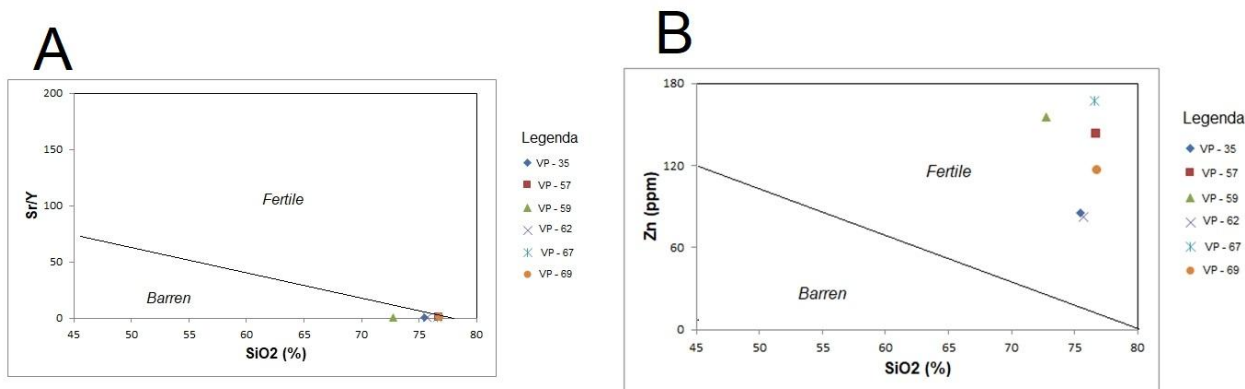 A
200
150
100
50
0
Sr/Y
Fertile
Barren
45 50 55 60 65 70 75 80
SiO2 (%)
Legenda
VP - 35
VP - 57
VP - 59
VP - 62
VP - 67
VP - 69
B
180
120
60
0
Zn (ppm)
Fertile
Barren
45 50 55 60 65 70 75 80
SiO2 (%)
Legenda
VP - 35
VP - 57
VP - 59
VP - 62
VP - 67
VP - 69